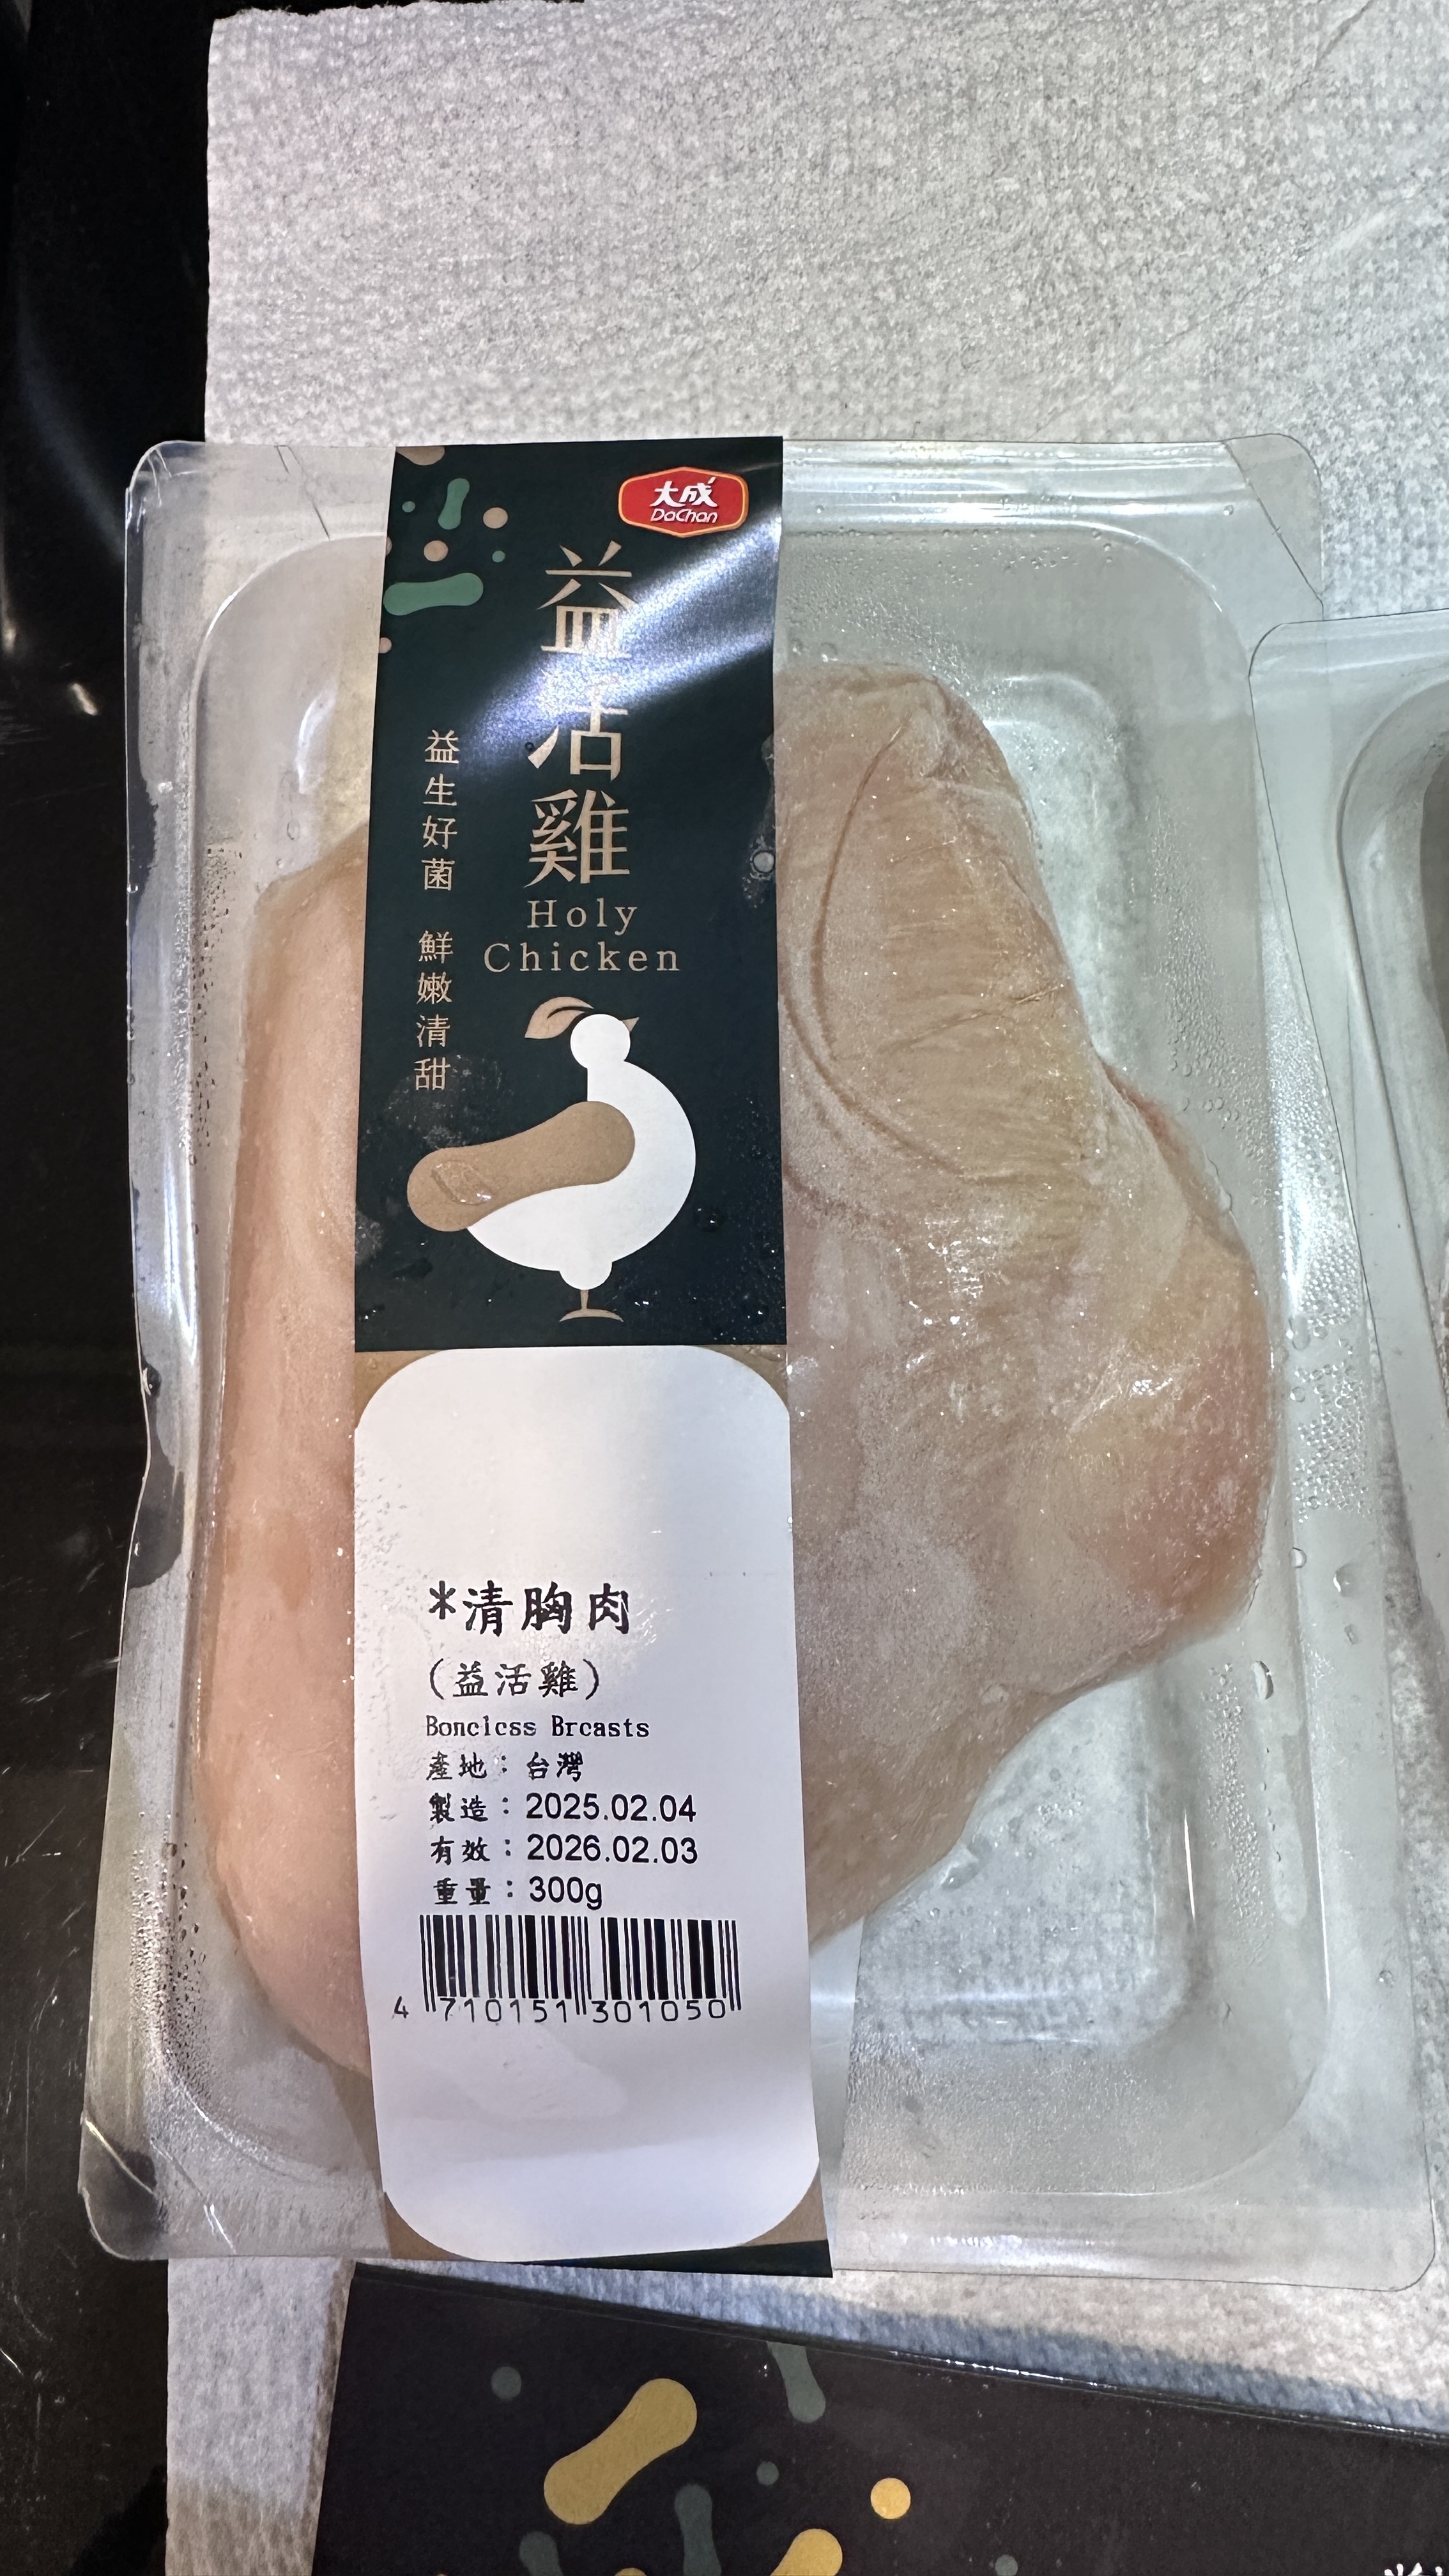 大成
DaChan
益活雞
Holy
Chicken
益生好菌 鮮嫩清甜
*清胸肉
(益活雞)
Boneless Breasts
產地：台灣
製造：2025.02.04
有效：2026.02.03
重量：300g
4 710151 301050